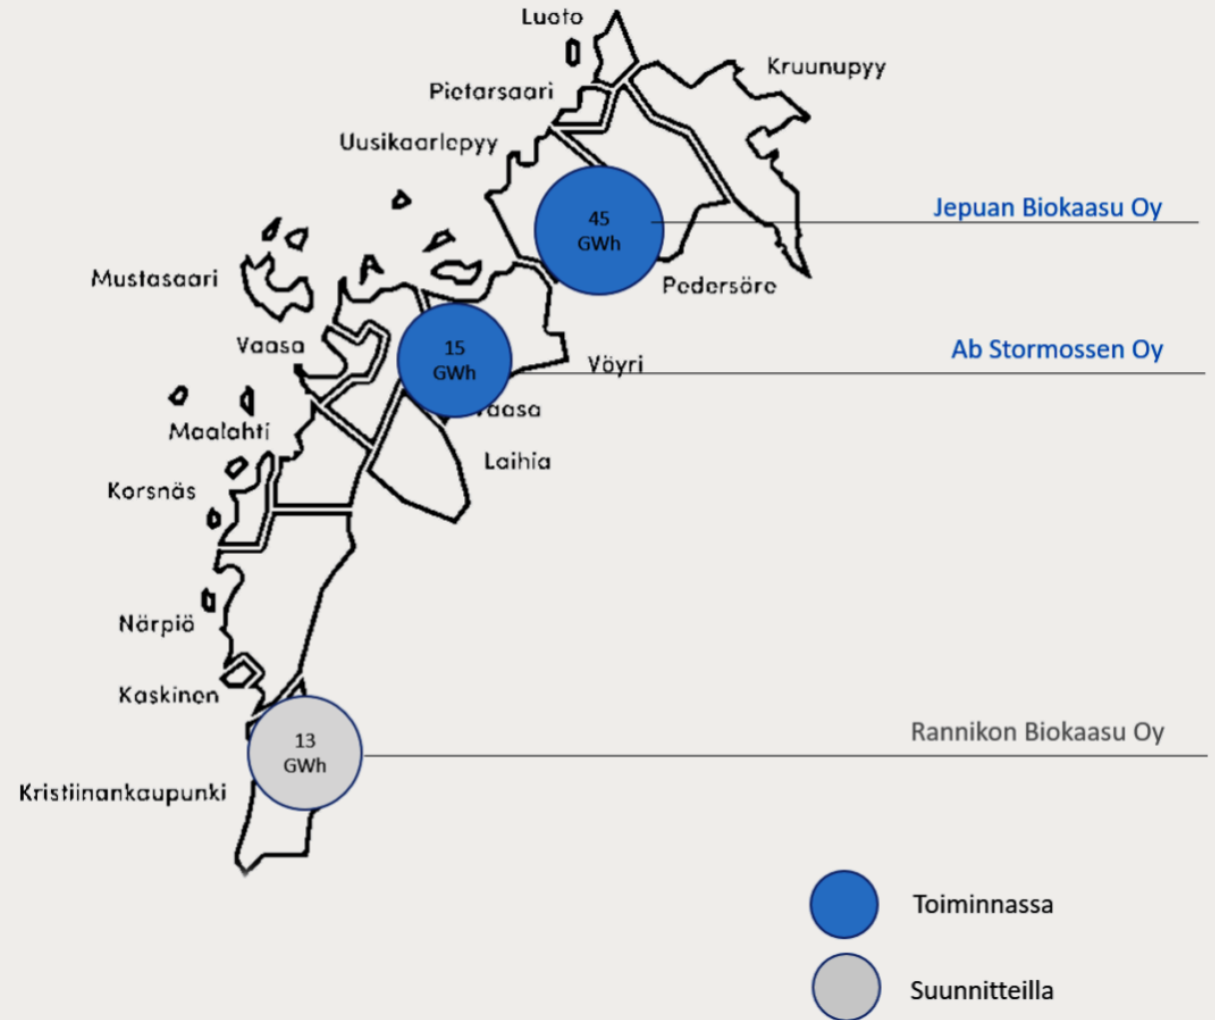 Luoto
Kruunupyy
Pietarsaari
Uusikaarlepyy
45
GWh
Jepuan Biokaasu Oy
Mustasaari
Pedersöre
Vaasa
15
GWh
Ab Stormossen Oy
Vöyri
Vaasa
Maalahti
Laihia
Korsnäs
Närpiö
Kaskinen
13
GWh
Rannikon Biokaasu Oy
Kristiinankaupunki
Toiminnassa
Suunnitteilla